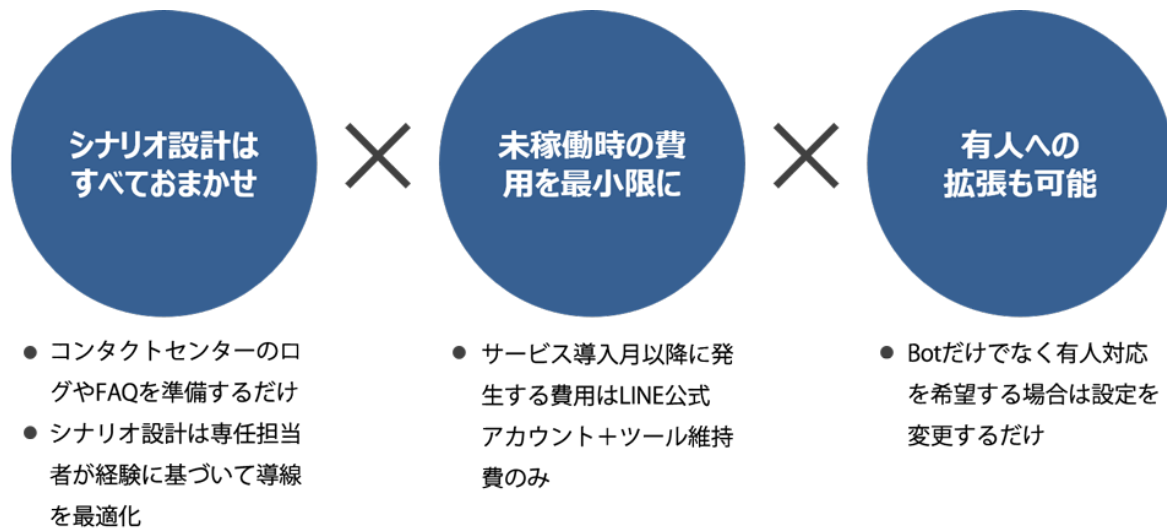 シナリオ設計は
すべておまかせ
未稼働時の費
用を最小限に
有人への
拡張も可能
● コンタクトセンターのロ
グやFAQを準備するだけ
● シナリオ設計は専任担当
者が経験に基づいて導線
を最適化
● サービス導入月以降に発
生する費用はLINE公式
アカウント＋ツール維持
費のみ
● Botだけでなく有人対応
を希望する場合は設定を
変更するだけ